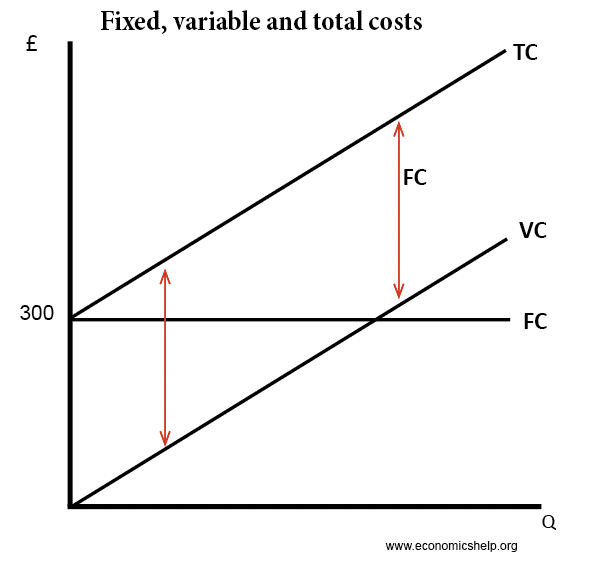 Fixed, variable and total costs
£
TC
FC
VC
300
FC
Q
www.economicshelp.org